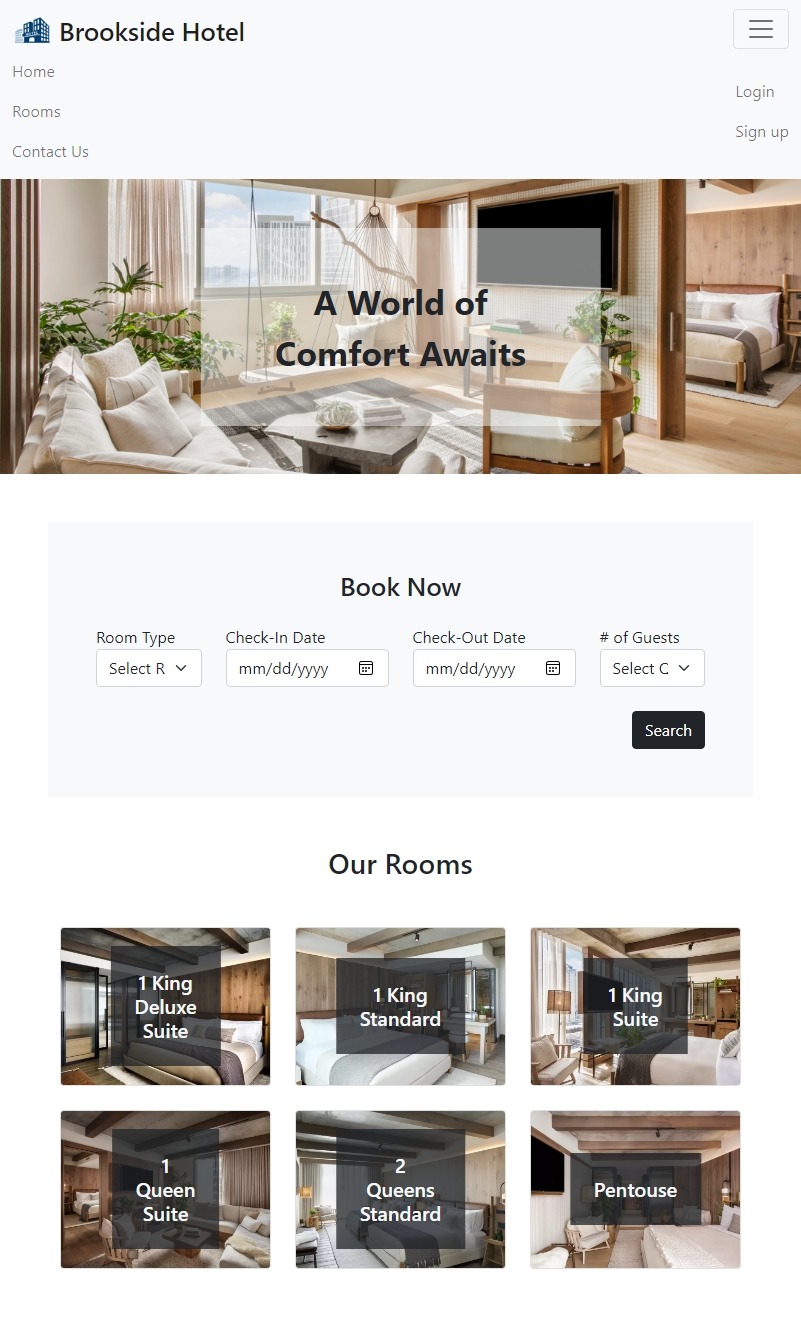 Brookside Hotel
Home
Rooms
Contact Us
Login
Sign up
A World of
Comfort Awaits
Book Now
Room Type
Check-In Date
Check-Out Date
# of Guests
Select R
mm/dd/yyyy
mm/dd/yyyy
Select
Search
Our Rooms
1 King
Deluxe
Suite
1 King
Standard
1 King
Suite
1
Queen
Suite
2
Queens
Standard
Pentouse